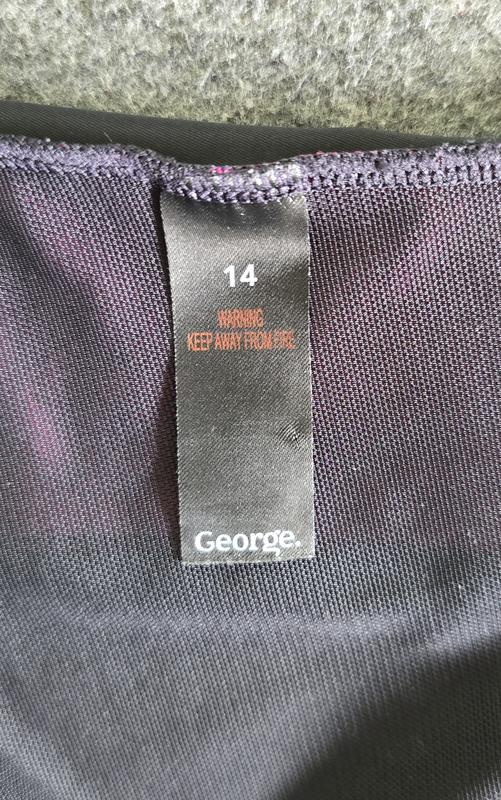 14
WARNING
KEEP AWAY FROM FIRE
George.